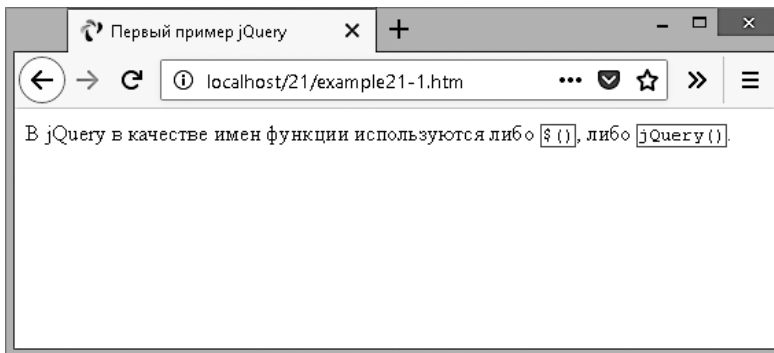 Первый пример jQuery
localhost/21/example21-1.htm
В jQuery в качестве имен функции используются либо $(), либо jQuery().